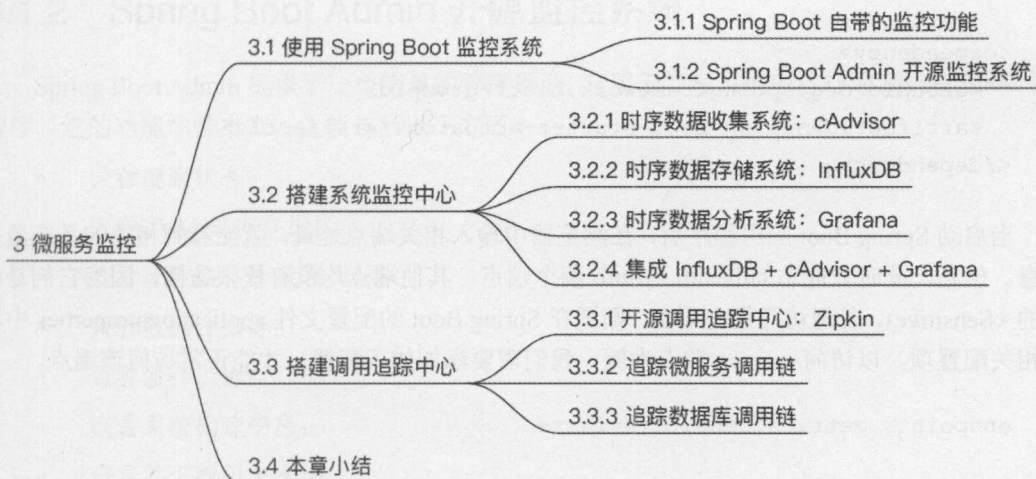 3 微服务监控
3.1 使用 Spring Boot 监控系统
3.1.1 Spring Boot 自带的监控功能
3.1.2 Spring Boot Admin 开源监控系统
3.2 搭建系统监控中心
3.2.1 时序数据收集系统：cAdvisor
3.2.2 时序数据存储系统：InfluxDB
3.2.3 时序数据分析系统：Grafana
3.2.4 集成 InfluxDB + cAdvisor + Grafana
3.3 搭建调用追踪中心
3.3.1 开源调用追踪中心：Zipkin
3.3.2 追踪微服务调用链
3.3.3 追踪数据库调用链
3.4 本章小结